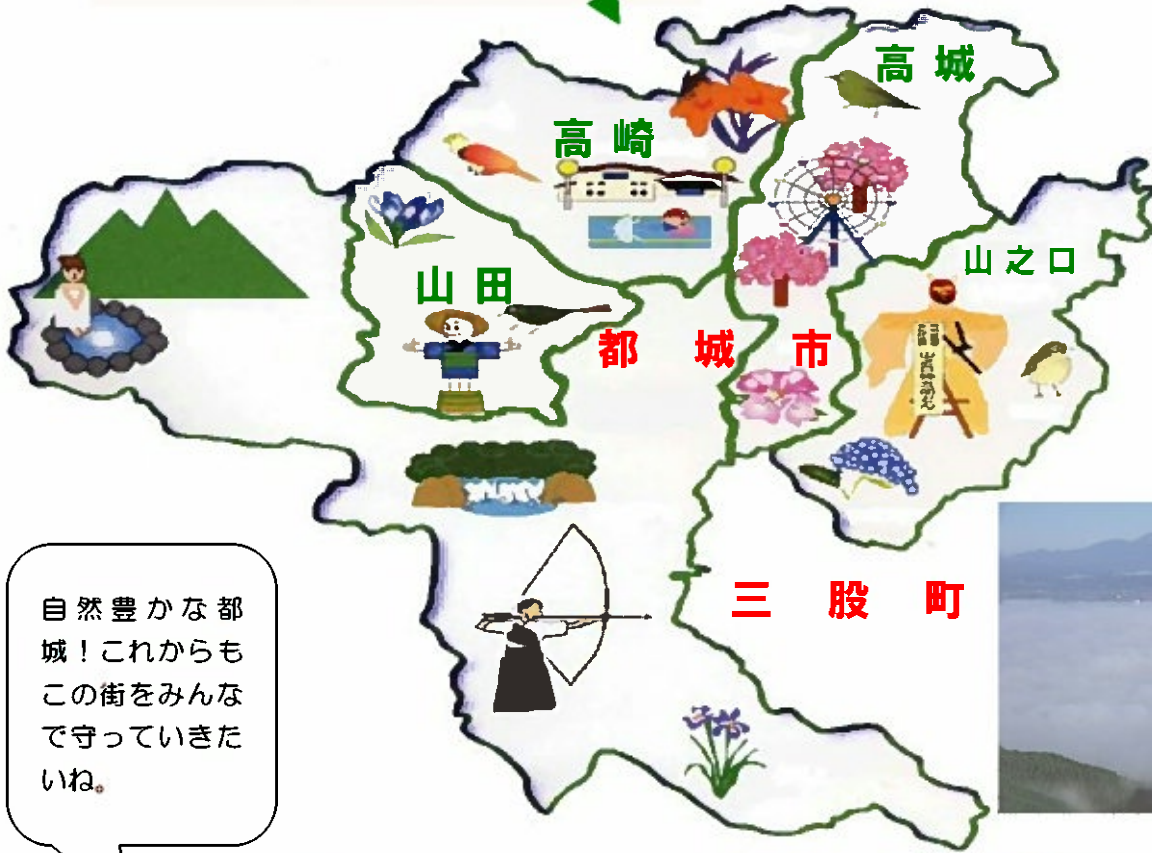 高城
高崎
山之口
山田
都城市
三股町
自然豊かな都
城！これからも
この街をみんな
で守っていきた
いね。